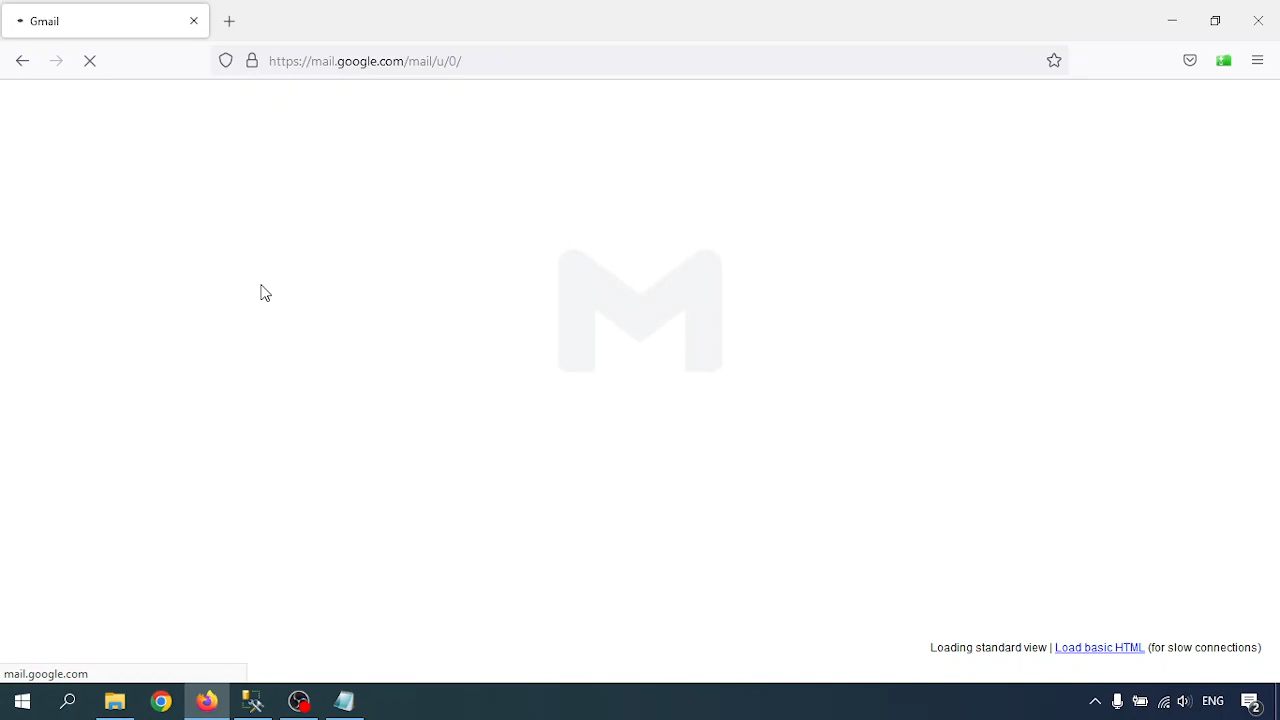 Gmail
https://mail.google.com/mail/u/0/
Loading standard view | Load basic HTML (for slow connections)
mail.google.com
ENG
2